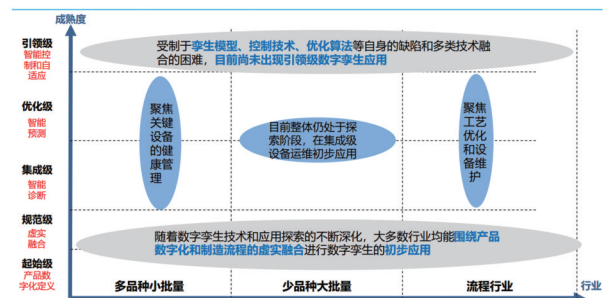 成熟度
引领级
智能控
制和自
适应
受制于孪生模型、控制技术、优化算法等自身的缺陷和多类技术融
合的困难，目前尚未出现引领级数字孪生应用
优化级
智能
预测
集成级
智能
诊断
聚焦
关键
设备
的健
康管
理
目前整体仍处于探
索阶段，在集成级
设备运维初步应用
聚焦
工艺
优化
和设
备维
护
规范级
虚实
融合
随着数字孪生技术和应用探索的不断深化，大多数行业均能围绕产品
数字化和制造流程的虚实融合进行数字孪生的初步应用
起始级
产品数
字化定义
多品种小批量
少品种大批量
流程行业
行业